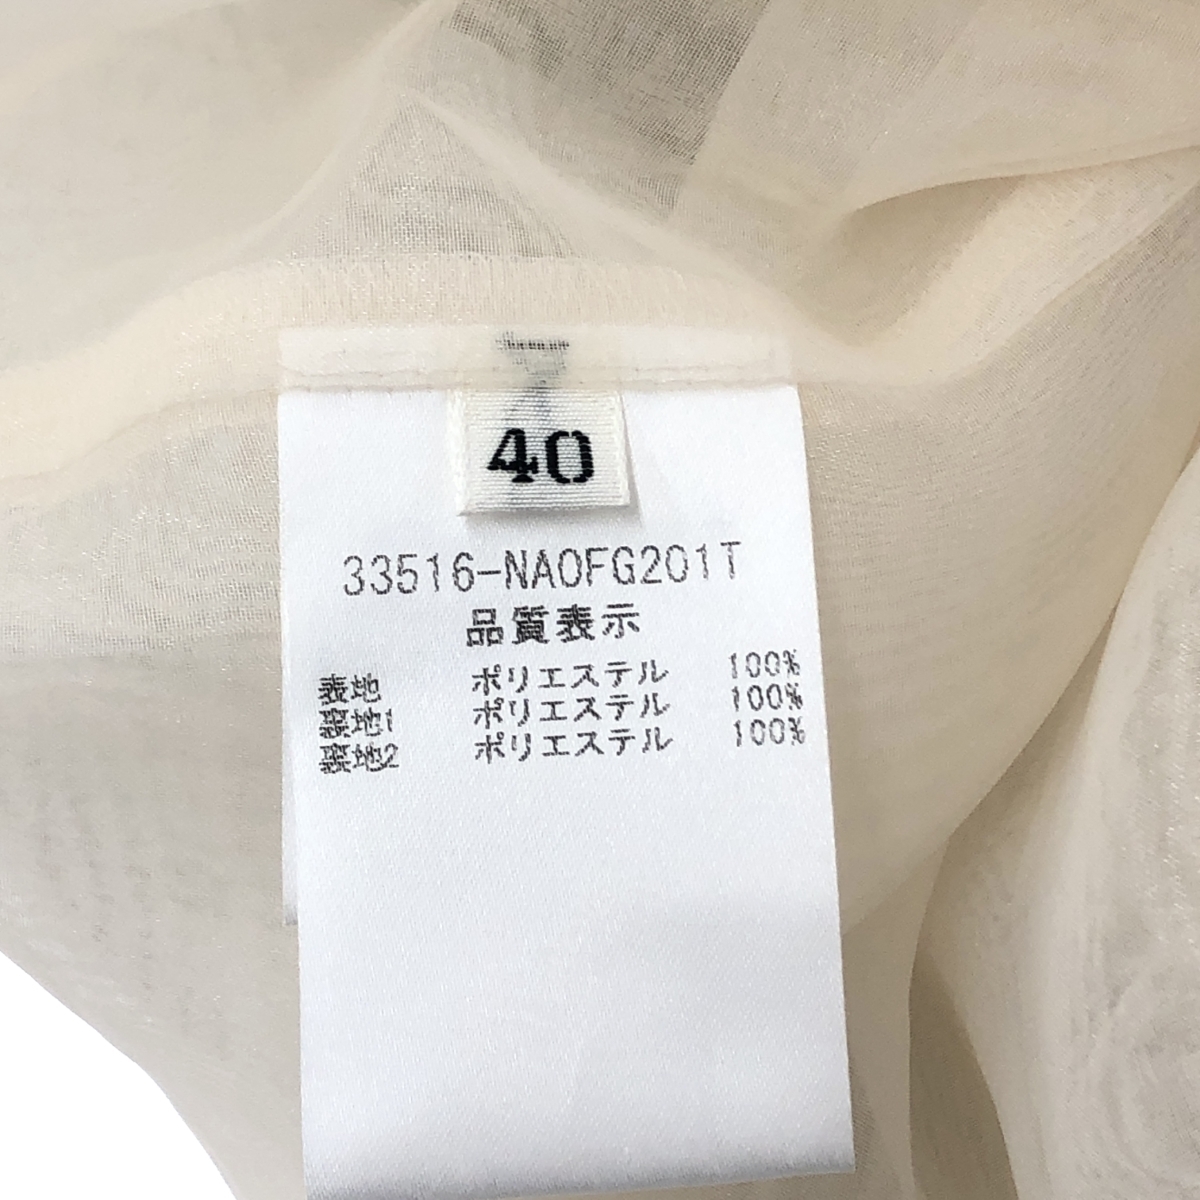 40
33516-NA0FG201T
品質表示
表地 ポリエステル 100%
裏地1 ポリエステル 100%
裏地2 ポリエステル 100%